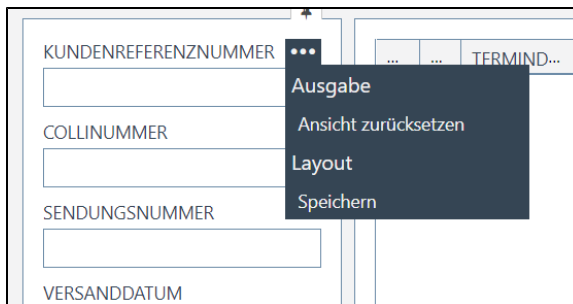 KUNDENREFERENZNUMMER
... ... TERMIND...
Ausgabe
Ansicht zurücksetzen
COLLINUMMER
Layout
Speichern
SENDUNGSNUMMER
VERSANDDATUM